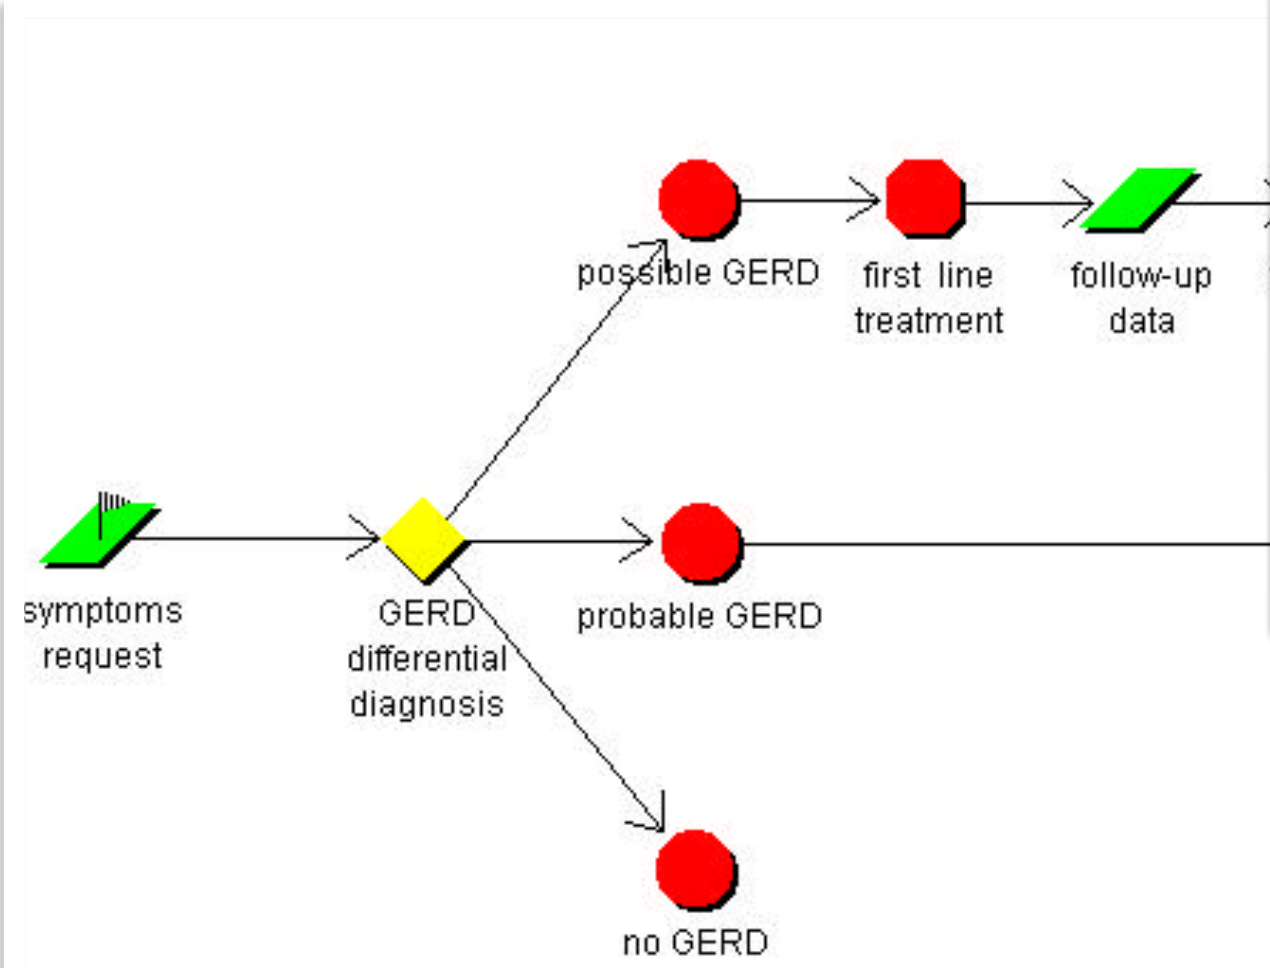 possible GERD
first line
treatment
follow-up
data
symptoms
request
GERD
differential
diagnosis
probable GERD
no GERD